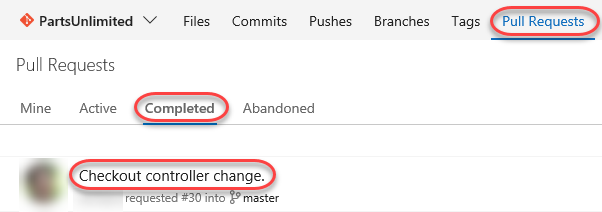 PartsUnlimited Files Commits Pushes Branches Tags Pull Requests
Pull Requests
Mine Active Completed Abandoned
Checkout controller change.
requested #30 into master